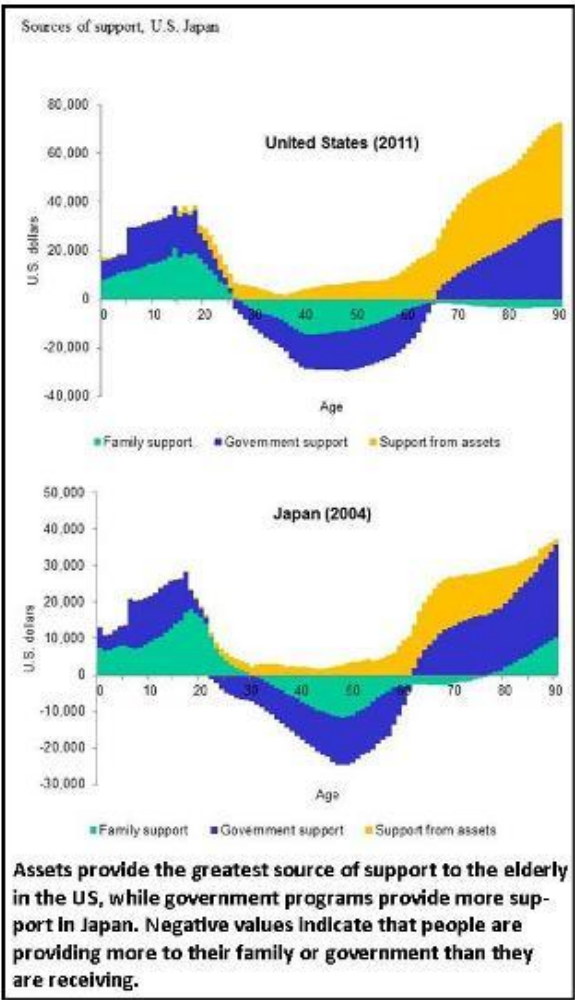 Sources of support, U.S. Japan
United States (2011)
U.S. dollars
80,000
60,000
40,000
20,000
0
-20,000
-40,000
0 10 20 30 40 50 60 70 80 90
Age
Family support Government support Support from assets
Japan (2004)
U.S. dollars
50,000
40,000
30,000
20,000
10,000
0
-10,000
-20,000
-30,000
0 10 20 30 40 50 60 70 80 90
Age
Family support Government support Support from assets
Assets provide the greatest source of support to the elderly
in the US, while government programs provide more sup-
port in Japan. Negative values indicate that people are
providing more to their family or government than they
are receiving.